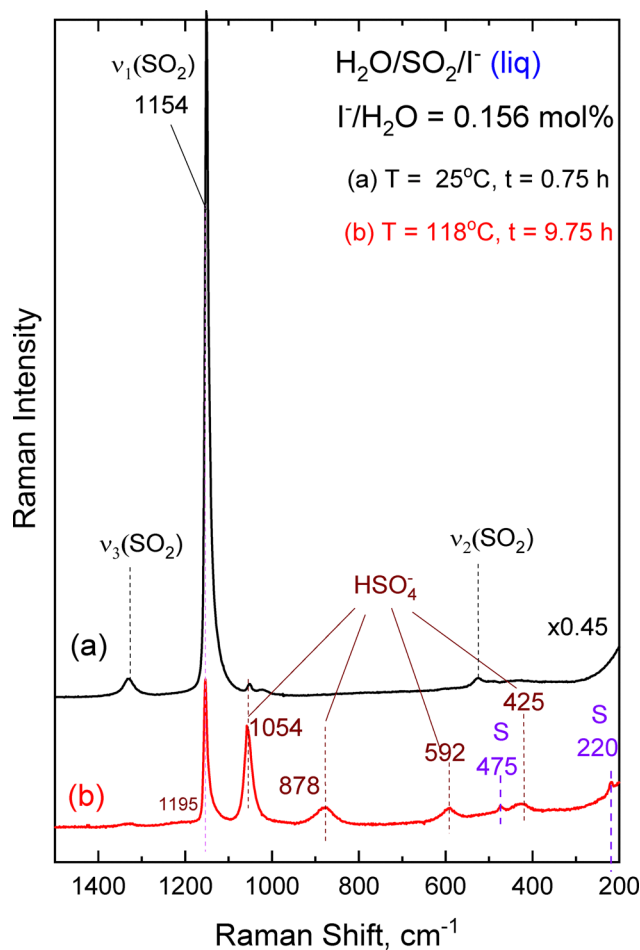 ν₁(SO₂)
1154
H₂O/SO₂/I⁻ (liq)
I⁻/H₂O = 0.156 mol%
(a) T = 25°C, t = 0.75 h
(b) T = 118°C, t = 9.75 h
ν₃(SO₂)
ν₂(SO₂)
HSO₄⁻
x0.45
(a)
1054
425
S
S
220
592
475
878
(b)
1195
1400 1200 1000 800 600 400 200
Raman Shift, cm⁻¹
Raman Intensity